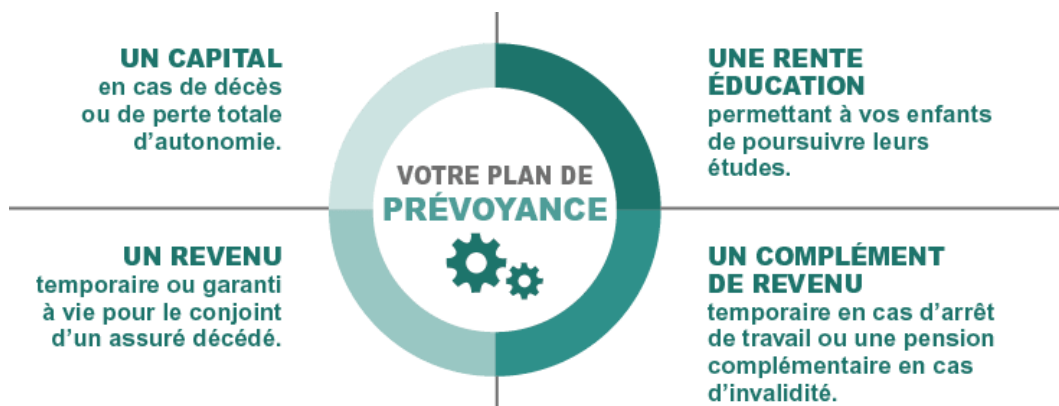 UN CAPITAL
en cas de décès
ou de perte totale
d’autonomie.
UNE RENTE
ÉDUCATION
permettant à vos enfants
de poursuivre leurs
études.
VOTRE PLAN DE
PRÉVOYANCE
UN REVENU
temporaire ou garanti
à vie pour le conjoint
d’un assuré décédé.
UN COMPLÉMENT
DE REVENU
temporaire en cas d’arrêt
de travail ou une pension
complémentaire en cas
d’invalidité.